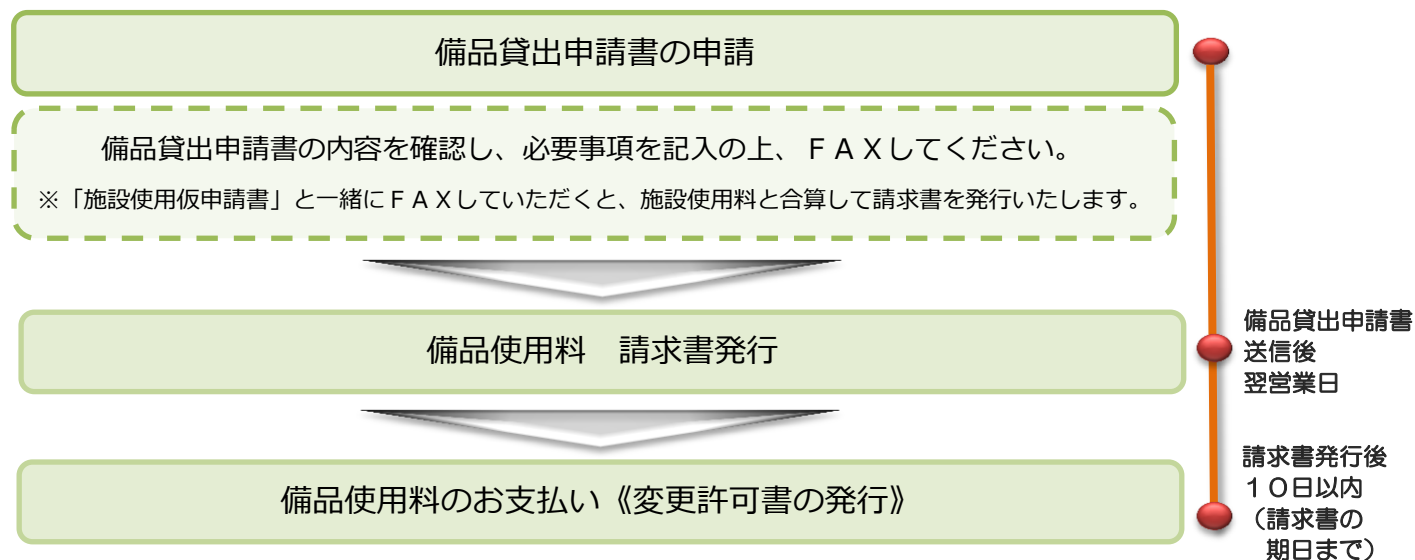 備品貸出申請書の申請
備品貸出申請書の内容を確認し、必要事項を記入の上、ＦＡＸしてください。
※「施設使用仮申請書」と一緒にＦＡＸしていただくと、施設使用料と合算して請求書を発行いたします。
備品使用料　請求書発行
備品貸出申請書
送信後
翌営業日
備品使用料のお支払い《変更許可書の発行》
請求書発行後
１０日以内
（請求書の
期日まで）